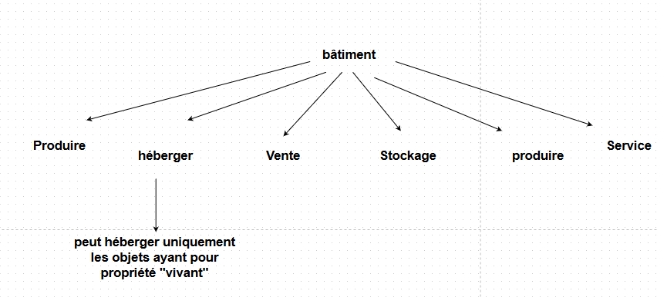 bâtiment
Produire
héberger
Vente
Stockage
produire
Service
peut héberger uniquement
les objets ayant pour
propriété "vivant"